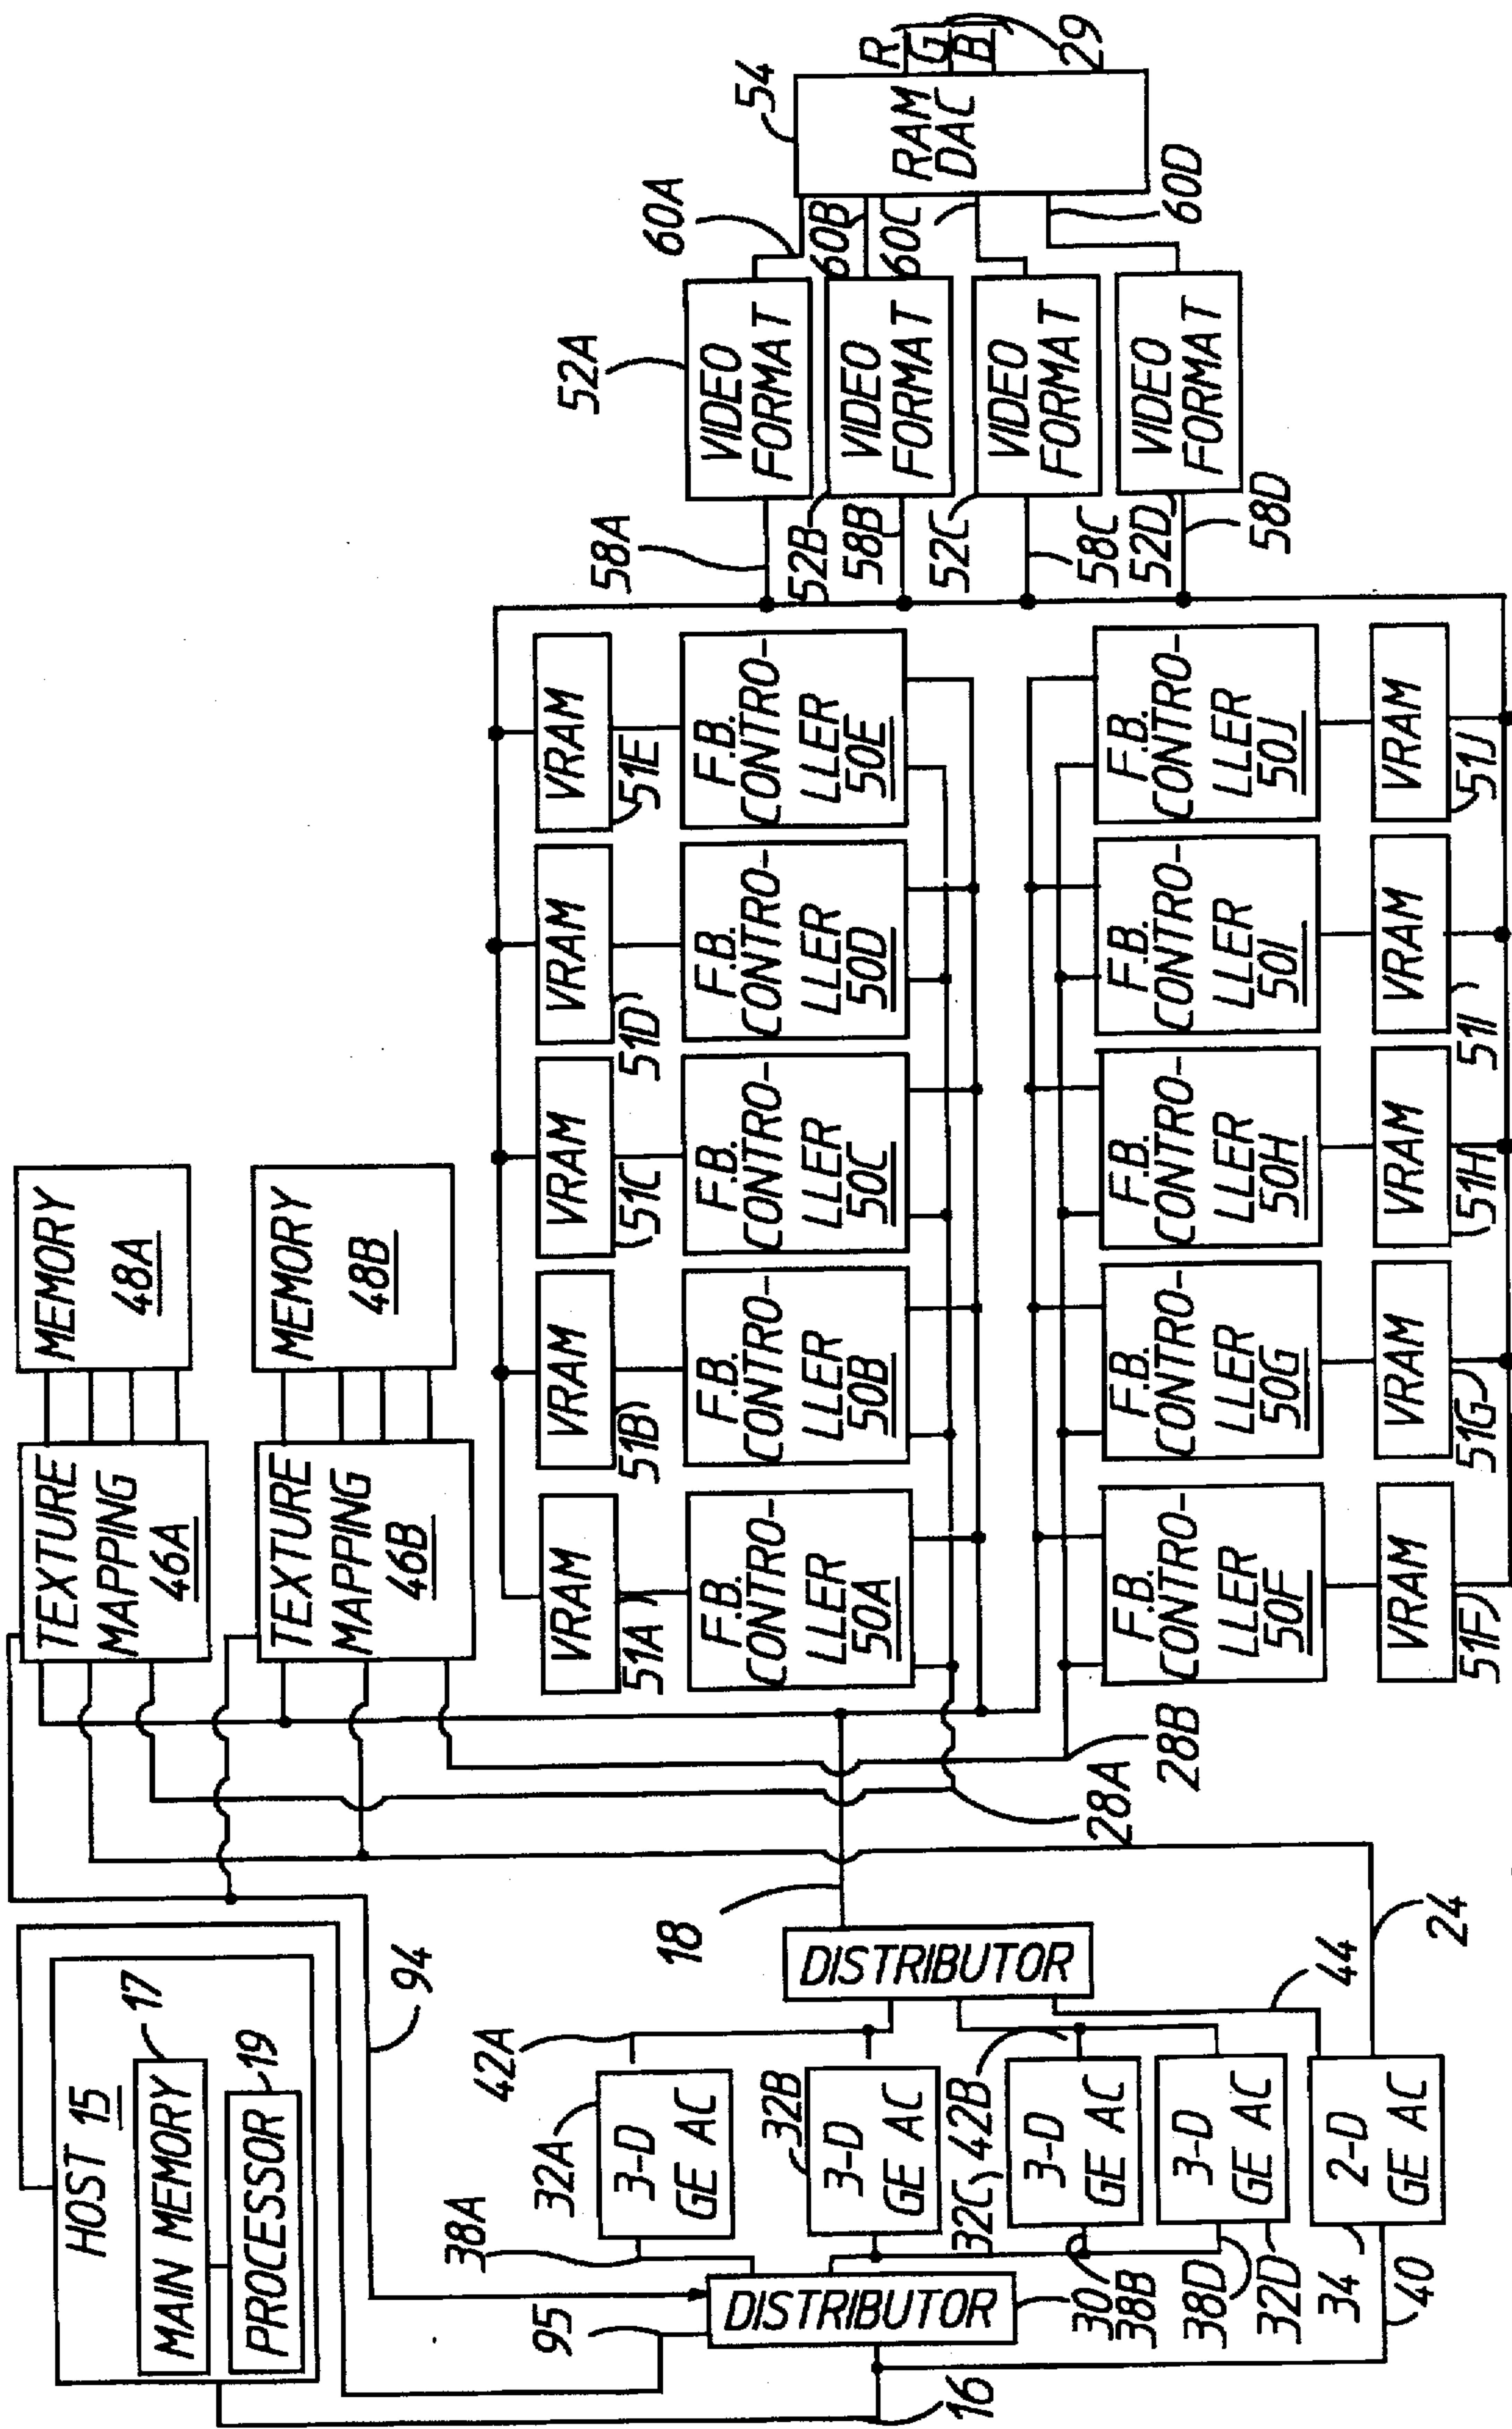 HOST 15
MAIN MEMORY
17
PROCESSOR
19
94
95
16
DISTRIBUTOR
30
38A
38B
38D
40
32A
3-D
GE AC
32B
3-D
GE AC
32C
3-D
GE AC
32D
3-D
GE AC
34
2-D
GE AC
42A
42B
44
24
DISTRIBUTOR
18
28A
28B
TEXTURE
MAPPING
46A
MEMORY
48A
TEXTURE
MAPPING
46B
MEMORY
48B
VRAM
51A
VRAM
51B
VRAM
51C
VRAM
51D
VRAM
51E
F.B.
CONTRO-
LLER
50A
F.B.
CONTRO-
LLER
50B
F.B.
CONTRO-
LLER
50C
F.B.
CONTRO-
LLER
50D
F.B.
CONTRO-
LLER
50E
F.B.
CONTRO-
LLER
50F
F.B.
CONTRO-
LLER
50G
F.B.
CONTRO-
LLER
50H
F.B.
CONTRO-
LLER
50I
F.B.
CONTRO-
LLER
50J
VRAM
51F
VRAM
51G
VRAM
51H
VRAM
51I
VRAM
51J
58A
52A
VIDEO
FORMAT
60A
52B
58B
VIDEO
FORMAT
60B
52C
58C
VIDEO
FORMAT
60C
52D
58D
VIDEO
FORMAT
60D
54
RAM
DAC
R
G
B
29